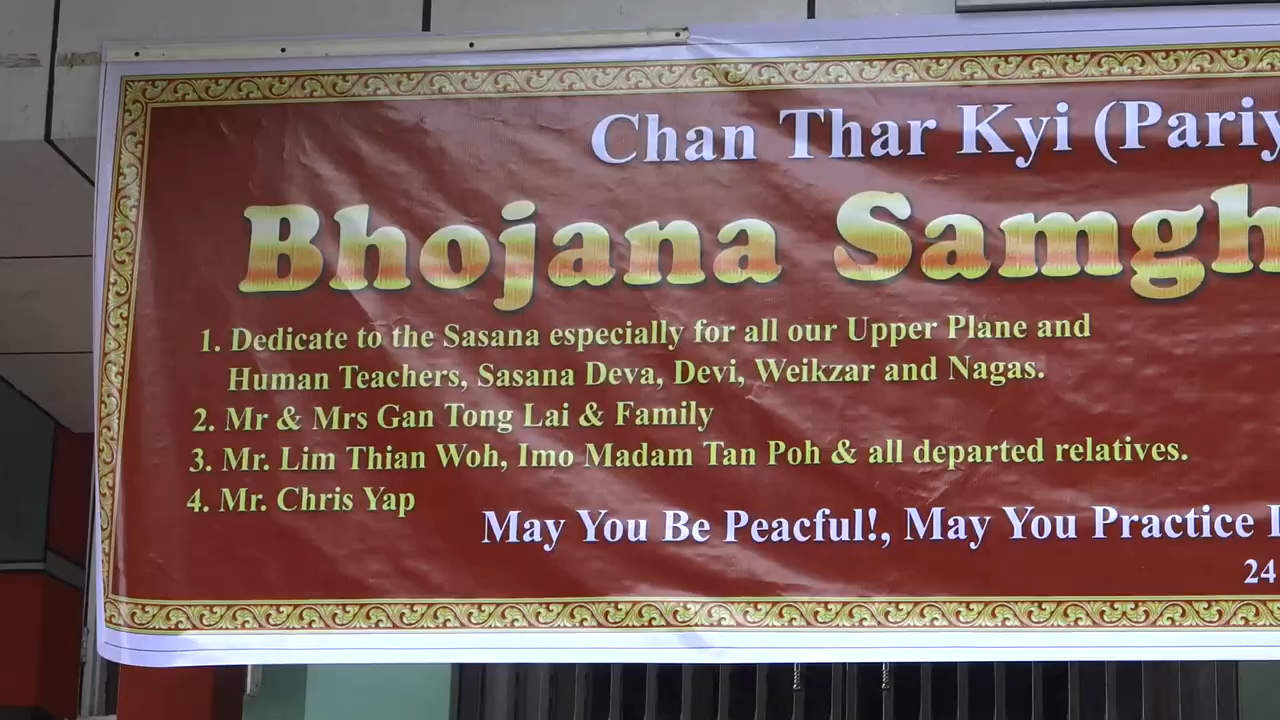 Chan Thar Kyi (Pariy
Bhojana Samgh
1. Dedicate to the Sasana especially for all our Upper Plane and
Human Teachers, Sasana Deva, Devi, Weikzar and Nagas.
2. Mr & Mrs Gan Tong Lai & Family
3. Mr. Lim Thian Woh, Imo Madam Tan Poh & all departed relatives.
4. Mr. Chris Yap
May You Be Peacful!, May You Practice
24